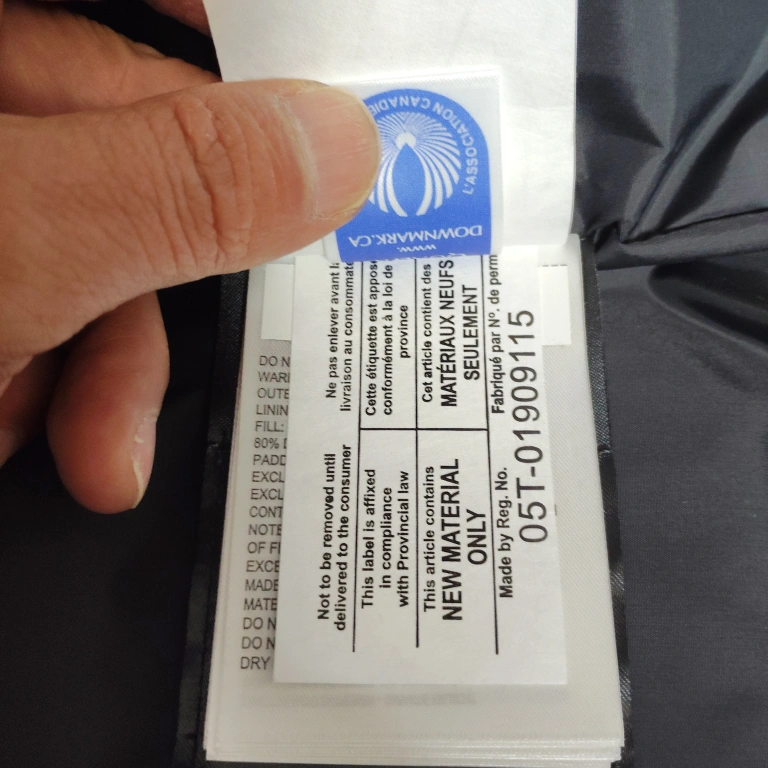 L'ASSOCIATION CANADIE
WWW.
DOWNMARK.CA
Not to be removed until
delivered to the consumer
Ne pas enlever avant
livraison au consommate
This label is affixed
in compliance
with Provincial law
Cette étiquette est appos
conformément à la loi de
province
This article contains
NEW MATERIAL
ONLY
Cet article contient des
MATÉRIAUX NEUFS
SEULEMENT
Made by Reg. No.
Fabriqué par Nº. de perm
05T-01909115
DO N
WAR
OUTE
LININ
FILL:
80%
PADD
EXCL
EXCL
CONT
NOTE
OF FI
EXCE
MADE
MATE
DO N
DO N
DRY